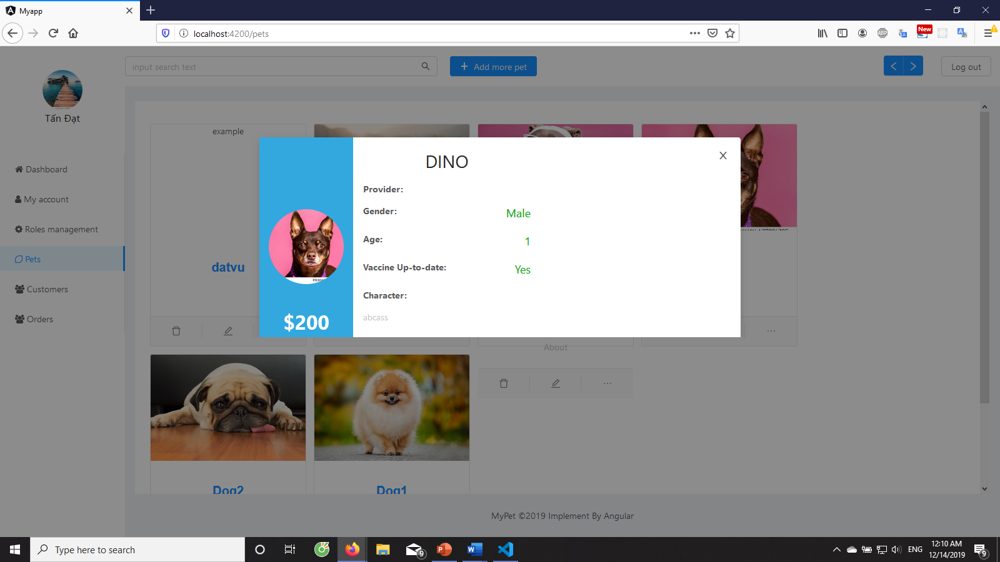 Myapp
localhost:4200/pets
ABP
New
input search text
Add more pet
Log out
Tấn Đạt
Dashboard
My account
Roles management
Pets
Customers
Orders
example
datvu
DINO
Provider:
Gender:
Male
Age:
1
Vaccine Up-to-date:
Yes
Character:
abcass
$200
About
Dog2
Dog1
MyPet ©2019 Implement By Angular
Type here to search
9
ENG
12:10 AM
12/14/2019
9